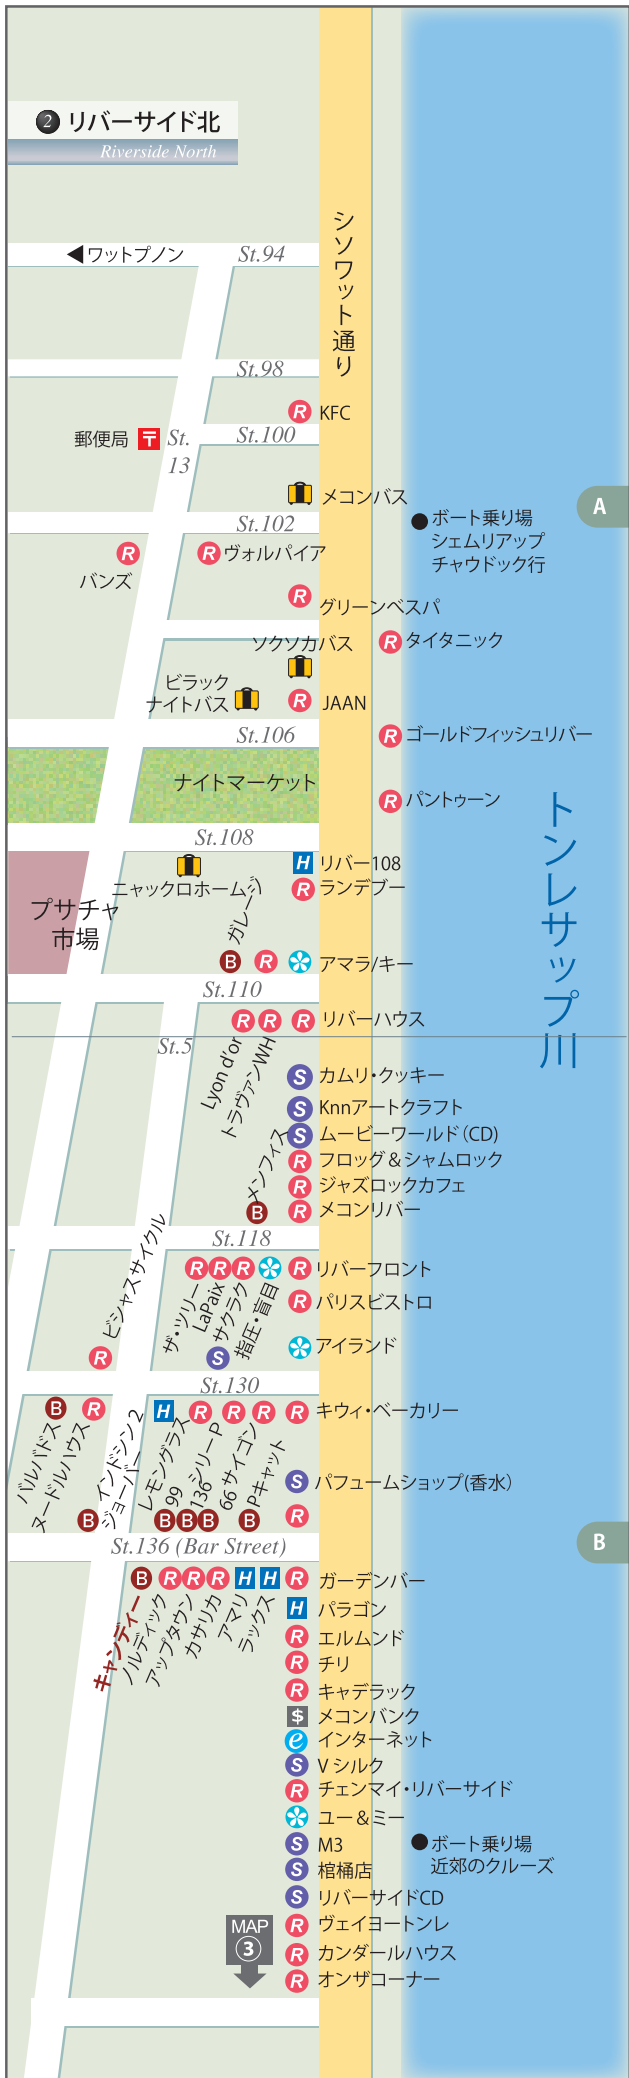 2 リバーサイド北
Riverside North
シソワット通り
◀ワットプノン
St.94
St.98
R KFC
郵便局 〒
St.
13
St.100
メコンバス
A
St.102
ボート乗り場
シェムリアップ
チャウドック行
R
バンズ
R ヴォルパイア
R グリーンベスパ
ソクソカバス
R タイタニック
ビラック
ナイトバス
R JAAN
St.106
R ゴールドフィッシュリバー
ナイトマーケット
R パントゥーン
トンレサップ川
St.108
H リバー108
ニャックロホームジ
R ランデブー
プサチャ
市場
ガレージ
B R アマラ/キー
St.110
R R R リバーハウス
St.5
Lyon d'or
トラヴァンWH
S カムリ・クッキー
S Knnアートクラフト
S ムービーワールド(CD)
メンフィス
R フロッグ&シャムロック
R ジャズロックカフェ
B R メコンリバー
St.118
ビシャスサイクル
R R R R リバーフロント
ザ・ツリー
LaPaix
サクラク
指圧・盲目
R パリスビストロ
アイランド
R
S
St.130
B R H R R R R キウィ・ベーカリー
バルバドス
ヌードルハウス
インドシン2
ジョーバー
レモングラス
99
136 シリーP
66 サイゴン
Pキャット
S パフュームショップ(香水)
B B B B B R
St.136 (Bar Street)
B
B R R R H H R ガーデンバー
キャンディー
ノルディック
アップタウン
カサリカ
アマリ
ラックス
H パラゴン
R エルムンド
R チリ
R キャデラック
$ メコンバンク
e インターネット
S V シルク
R チェンマイ・リバーサイド
ユー&ミー
S M3
ボート乗り場
近郊のクルーズ
S 棺桶店
S リバーサイドCD
MAP
3
R ヴェイヨートンレ
R カンダールハウス
R オンザコーナー